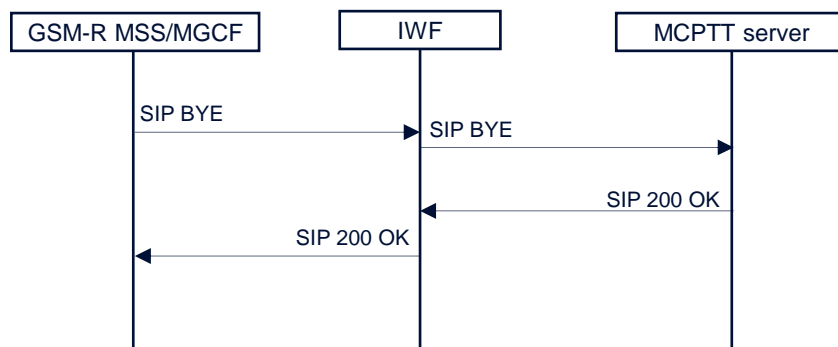 GSM-R MSS/MGCF
IWF
MCPTT server
SIP BYE
SIP BYE
SIP 200 OK
SIP 200 OK